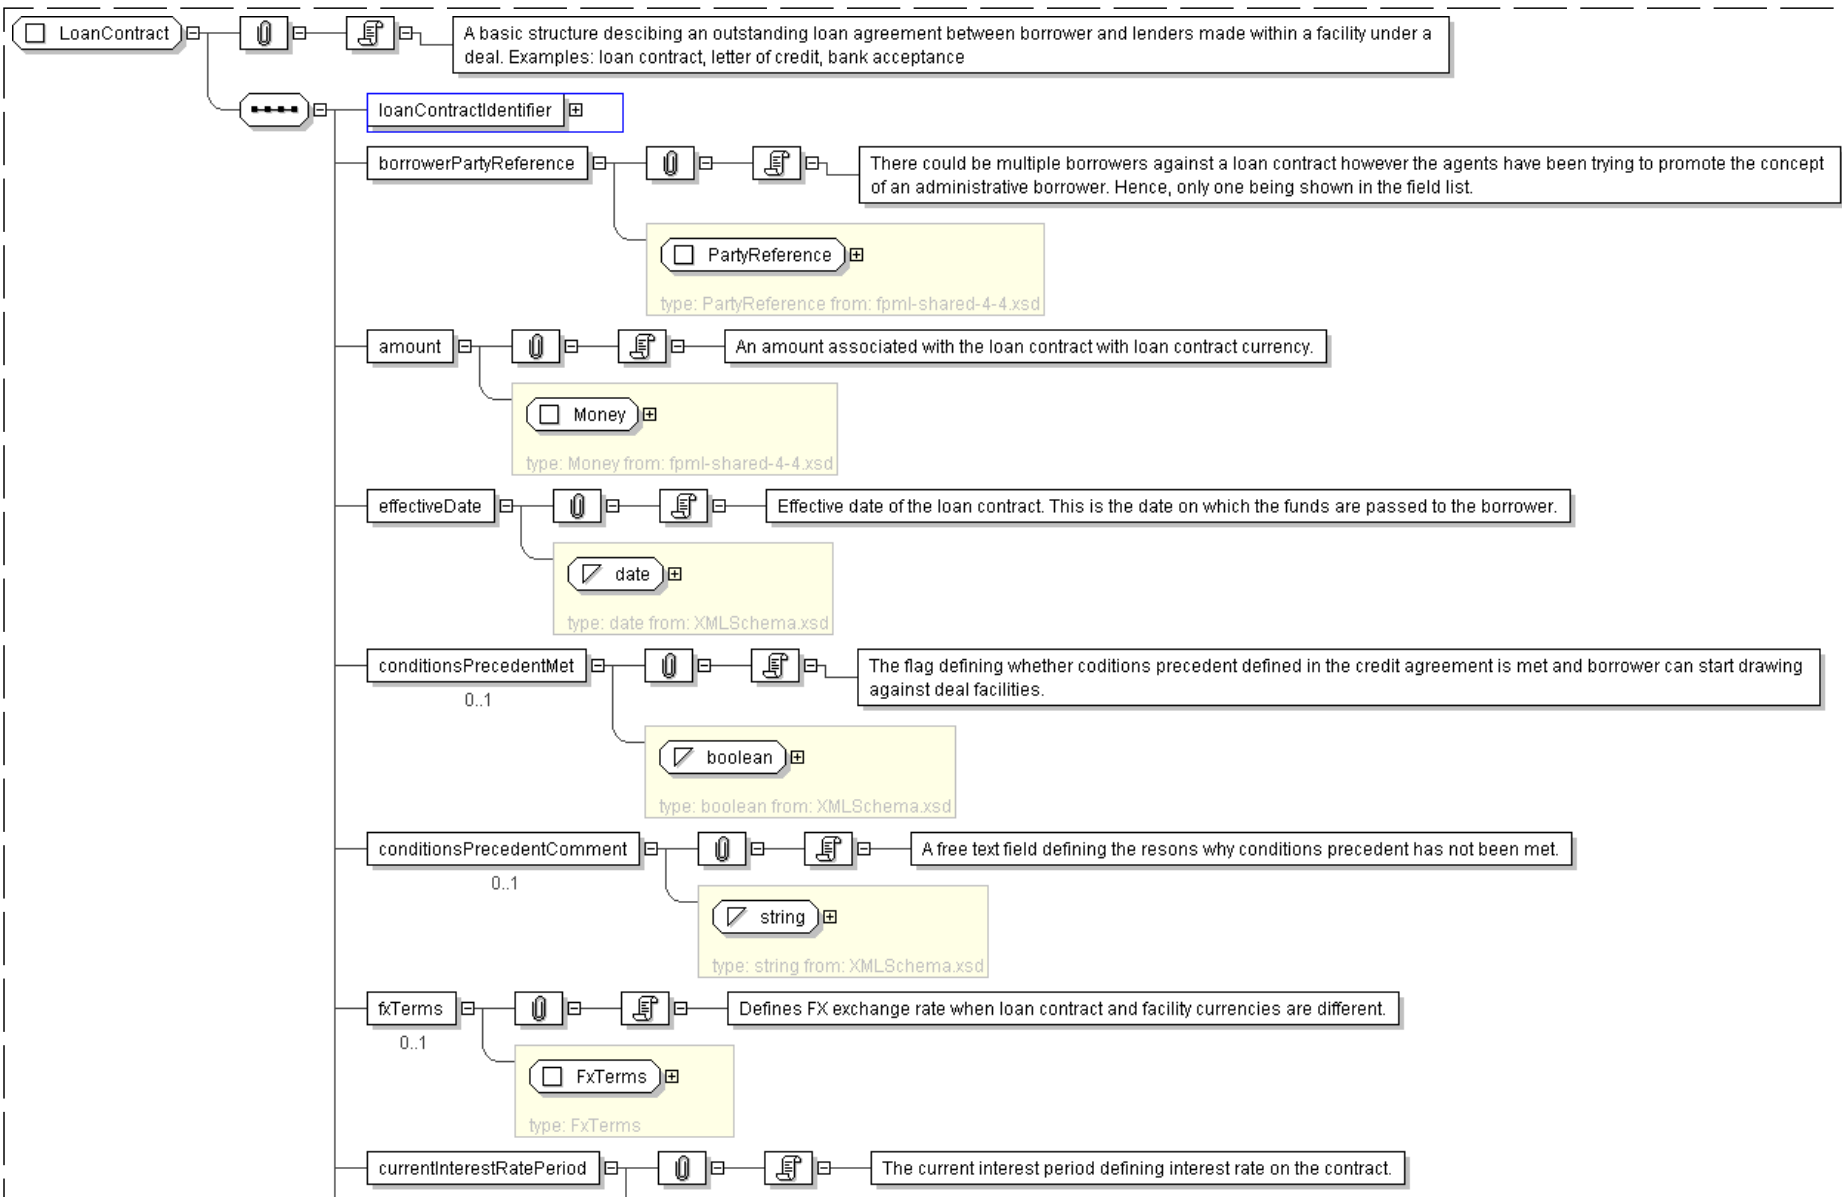 LoanContract
A basic structure descibing an outstanding loan agreement between borrower and lenders made within a facility under a
deal. Examples: loan contract, letter of credit, bank acceptance
loanContractIdentifier
borrowerPartyReference
There could be multiple borrowers against a loan contract however the agents have been trying to promote the concept
of an administrative borrower. Hence, only one being shown in the field list.
PartyReference
type: PartyReference from: fpml-shared-4-4.xsd
amount
An amount associated with the loan contract with loan contract currency.
Money
type: Money from: fpml-shared-4-4.xsd
effectiveDate
Effective date of the loan contract. This is the date on which the funds are passed to the borrower.
date
type: date from: XMLSchema.xsd
conditionsPrecedentMet
The flag defining whether coditions precedent defined in the credit agreement is met and borrower can start drawing
against deal facilities.
0..1
boolean
type: boolean from: XMLSchema.xsd
conditionsPrecedentComment
A free text field defining the resons why conditions precedent has not been met.
0..1
string
type: string from: XMLSchema.xsd
fxTerms
Defines FX exchange rate when loan contract and facility currencies are different.
0..1
FxTerms
type: FxTerms
currentInterestRatePeriod
The current interest period defining interest rate on the contract.